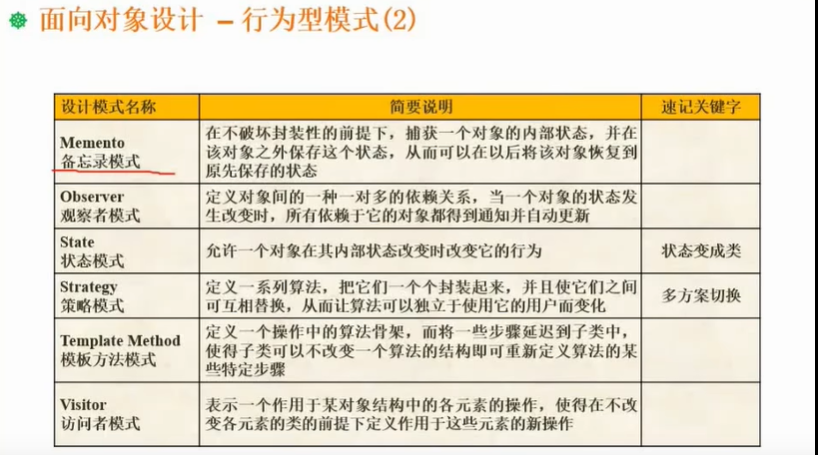 面向对象设计 – 行为型模式(2)
设计模式名称 简要说明 速记关键字
Memento
备忘录模式
在不破坏封装性的前提下，捕获一个对象的内部状态，并在
该对象之外保存这个状态，从而可以在以后将该对象恢复到
原先保存的状态
Observer
观察者模式
定义对象间的一种一对多的依赖关系，当一个对象的状态发
生改变时，所有依赖于它的对象都得到通知并自动更新
State
状态模式
允许一个对象在其内部状态改变时改变它的行为
状态变成类
Strategy
策略模式
定义一系列算法，把它们一个个封装起来，并且使它们之间
可互相替换，从而让算法可以独立于使用它的用户而变化
多方案切换
Template Method
模板方法模式
定义一个操作中的算法骨架，而将一些步骤延迟到子类中，
使得子类可以不改变一个算法的结构即可重新定义算法的某
些特定步骤
Visitor
访问者模式
表示一个作用于某对象结构中的各元素的操作，使得在不改
变各元素的类的前提下定义作用于这些元素的新操作